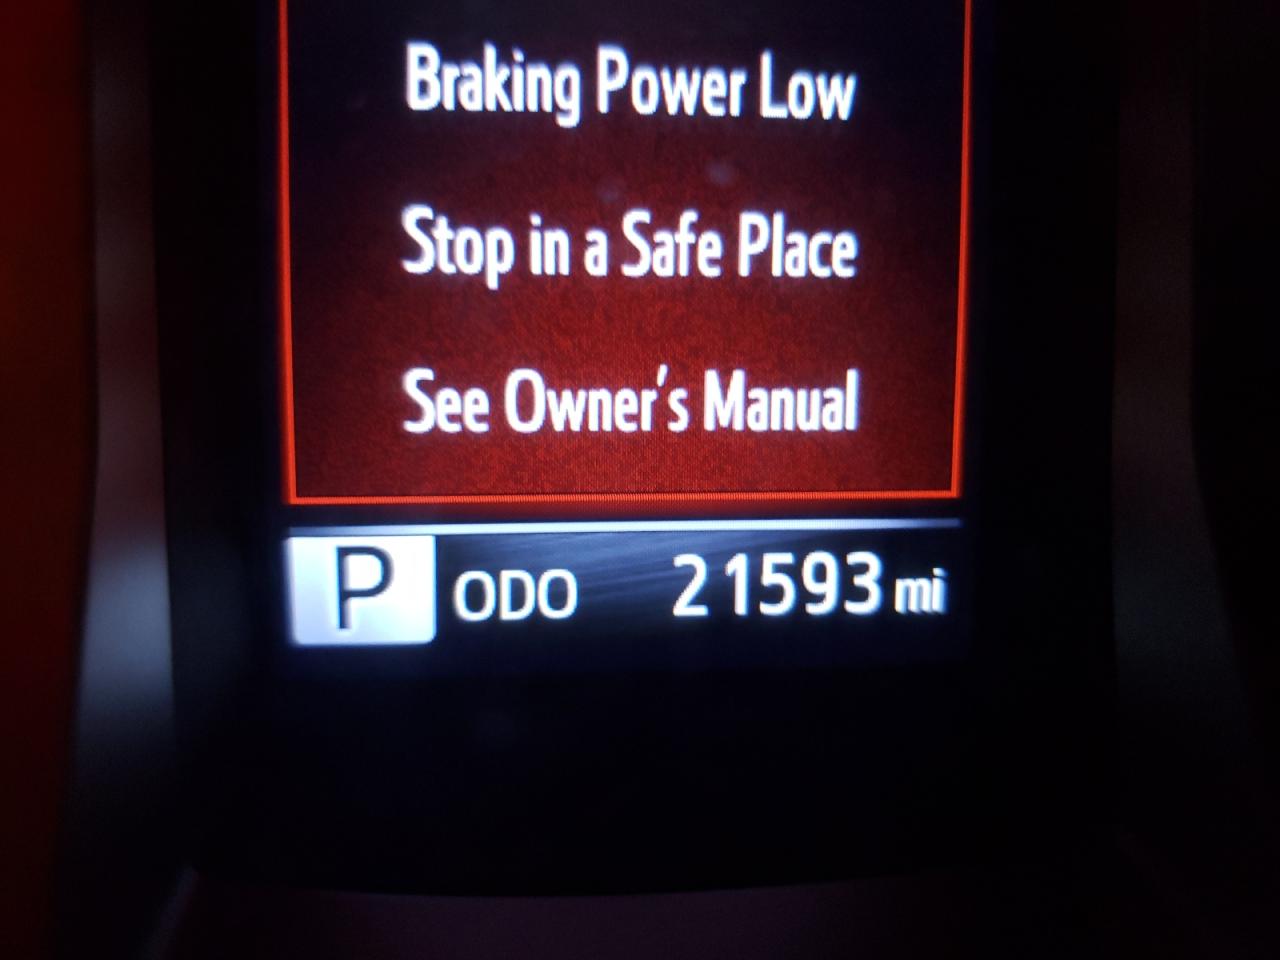 Braking Power Low
Stop in a Safe Place
See Owner's Manual
P ODO 21593 mi